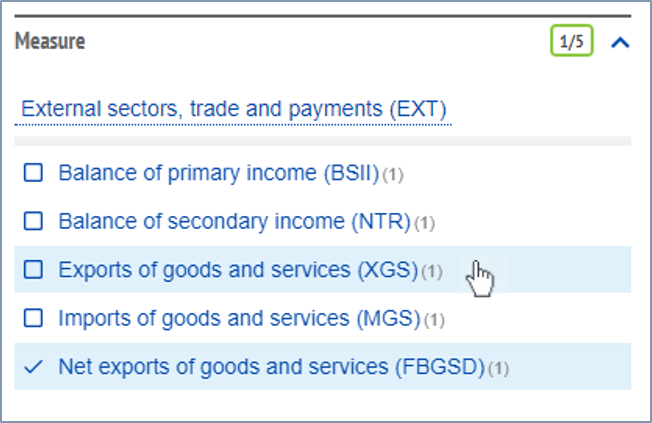 Measure 1/5
External sectors, trade and payments (EXT)
Balance of primary income (BSII) (1)
Balance of secondary income (NTR) (1)
Exports of goods and services (XGS) (1)
Imports of goods and services (MGS) (1)
Net exports of goods and services (FBGSD) (1)